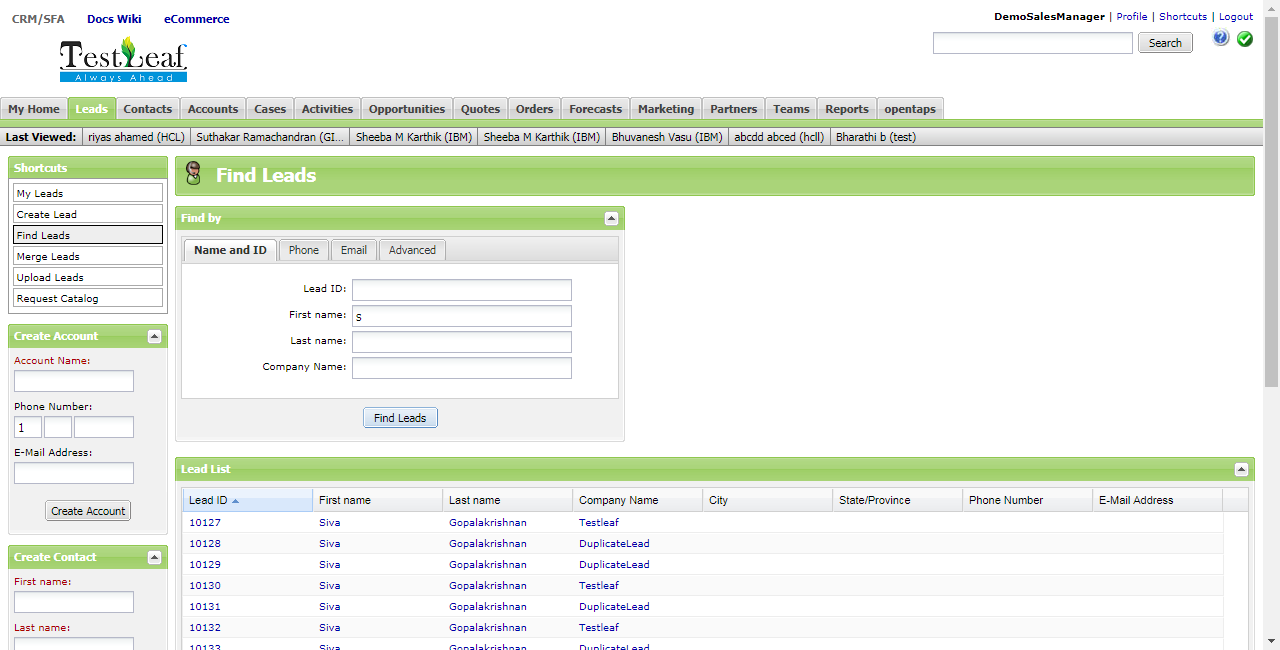 CRM/SFA Docs Wiki eCommerce
DemoSalesManager | Profile | Shortcuts | Logout
TestLeaf
Always Ahead
Search
My Home Leads Contacts Accounts Cases Activities Opportunities Quotes Orders Forecasts Marketing Partners Teams Reports opentaps
Last Viewed: riyas ahamed (HCL) Suthakar Ramachandran (GI... Sheeba M Karthik (IBM) Sheeba M Karthik (IBM) Bhuvanesh Vasu (IBM) abcdd abced (hcll) Bharathi b (test)
Shortcuts
My Leads
Create Lead
Find Leads
Merge Leads
Upload Leads
Request Catalog
Create Account
Account Name:
Phone Number:
1
E-Mail Address:
Create Account
Create Contact
First name:
Last name:
Find Leads
Find by
Name and ID Phone Email Advanced
Lead ID:
First name: s
Last name:
Company Name:
Find Leads
Lead List
Lead ID First name Last name Company Name City State/Province Phone Number E-Mail Address
10127 Siva Gopalakrishnan Testleaf
10128 Siva Gopalakrishnan DuplicateLead
10129 Siva Gopalakrishnan DuplicateLead
10130 Siva Gopalakrishnan Testleaf
10131 Siva Gopalakrishnan DuplicateLead
10132 Siva Gopalakrishnan Testleaf
10133 Siva Gopalakrishnan DuplicateLead